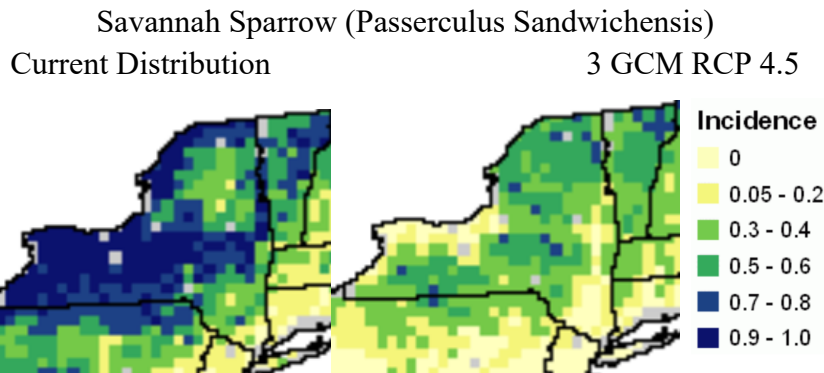 Savannah Sparrow (Passerculus Sandwichensis)
Current Distribution
3 GCM RCP 4.5
Incidence
0
0.05 - 0.2
0.3 - 0.4
0.5 - 0.6
0.7 - 0.8
0.9 - 1.0